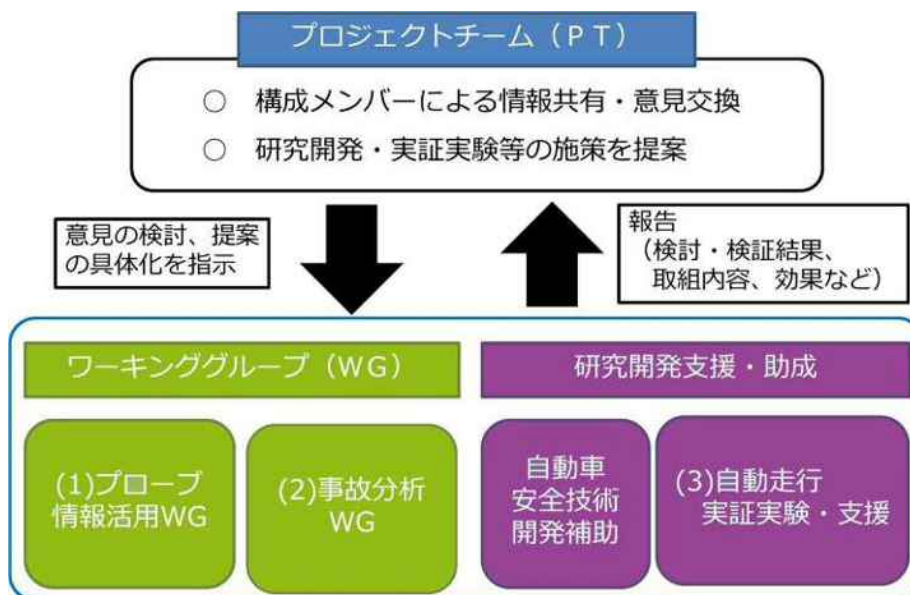 プロジェクトチーム（ＰＴ）
○　構成メンバーによる情報共有・意見交換
○　研究開発・実証実験等の施策を提案
意見の検討、提案
の具体化を指示
報告
（検討・検証結果、
取組内容、効果など）
ワーキンググループ（ＷＧ）
研究開発支援・助成
(1)プローブ
情報活用WG
(2)事故分析
WG
自動車
安全技術
開発補助
(3)自動走行
実証実験・支援